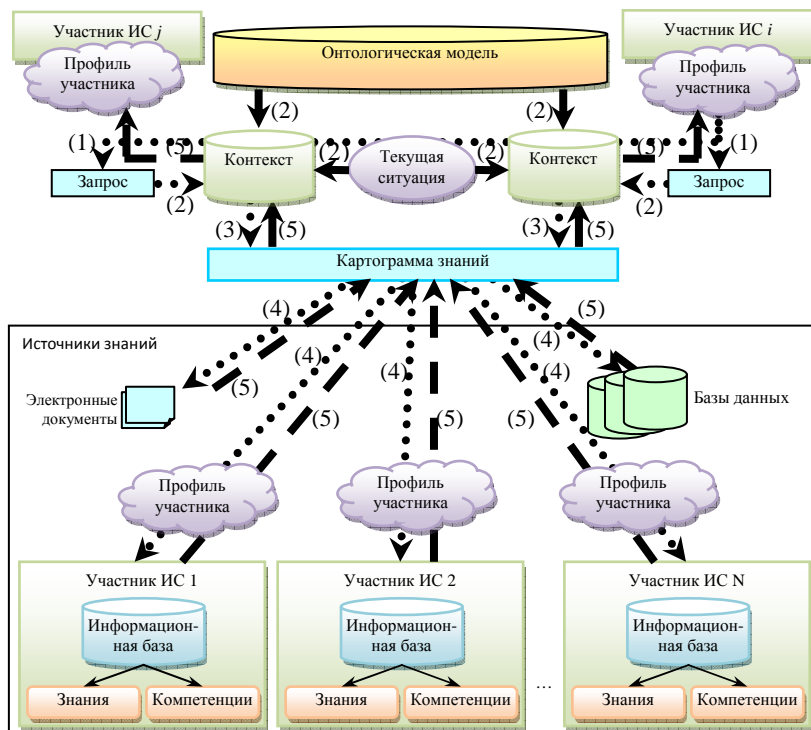 Участник ИС j
Участник ИС i
Онтологическая модель
Профиль
участника
Профиль
участника
(2)
(2)
(1)
(5)
(2)
(2)
(5)
(1)
Контекст
Текущая
ситуация
Контекст
Запрос
Запрос
(2)
(2)
(3)
(5)
(3)
(5)
Картограмма знаний
(4)
(5)
Источники знаний
(4)
(4)
(5)
(4)
(4)
Электронные
документы
Базы данных
(5)
(5)
(5)
Профиль
участника
Профиль
участника
Профиль
участника
Участник ИС 1
Участник ИС 2
Участник ИС N
Информацион-
ная база
Информацион-
ная база
Информацион-
ная база
Знания
Компетенции
Знания
Компетенции
...
Знания
Компетенции